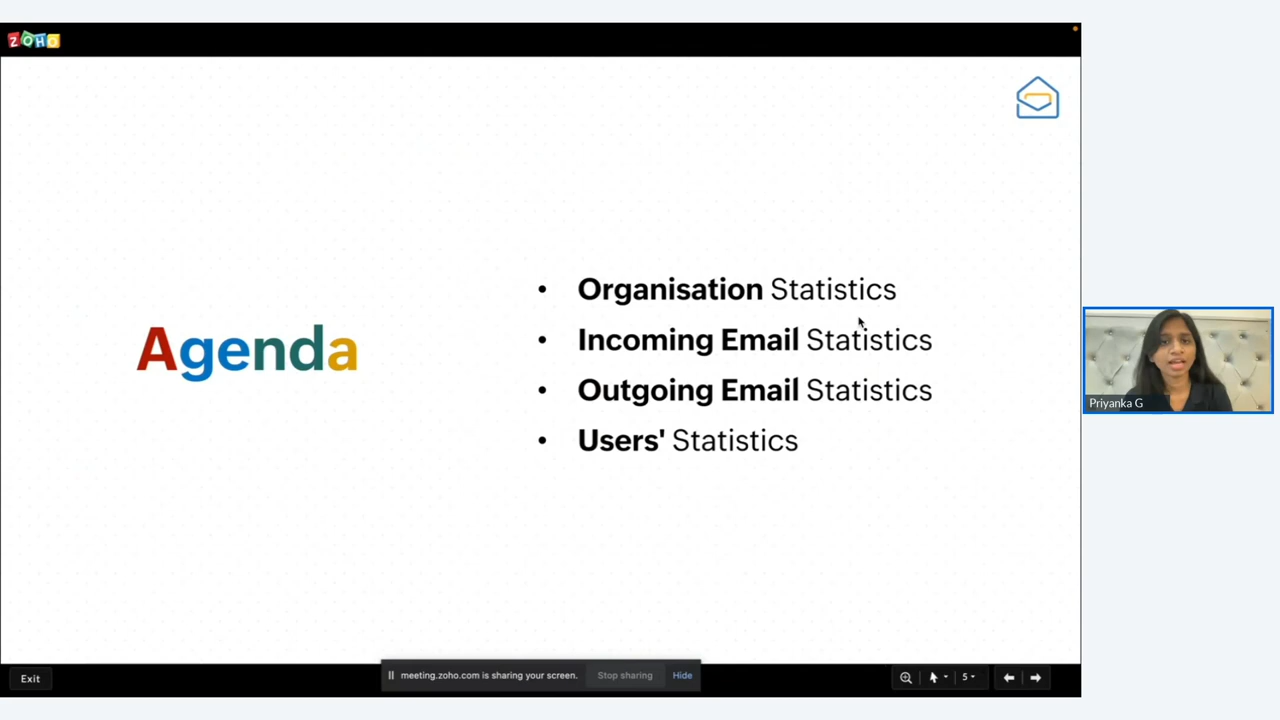 ZOHO
Agenda
• Organisation Statistics
• Incoming Email Statistics
• Outgoing Email Statistics
• Users' Statistics
Priyanka G
Exit
meeting.zoho.com is sharing your screen.
Stop sharing
Hide
5